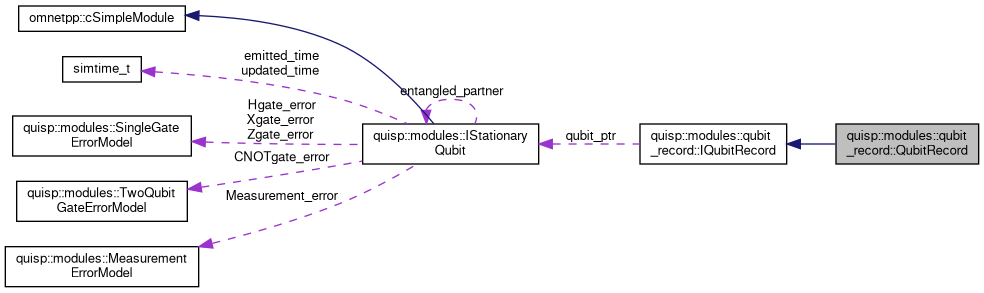 omnetpp::cSimpleModule
emitted_time
updated_time
simtime_t
entangled_partner
Hgate_error
Xgate_error
Zgate_error
quisp::modules::SingleGate
ErrorModel
quisp::modules::IStationary
Qubit
qubit_ptr
quisp::modules::qubit
_record::IQubitRecord
quisp::modules::qubit
_record::QubitRecord
CNOTgate_error
quisp::modules::TwoQubit
GateErrorModel
Measurement_error
quisp::modules::Measurement
ErrorModel